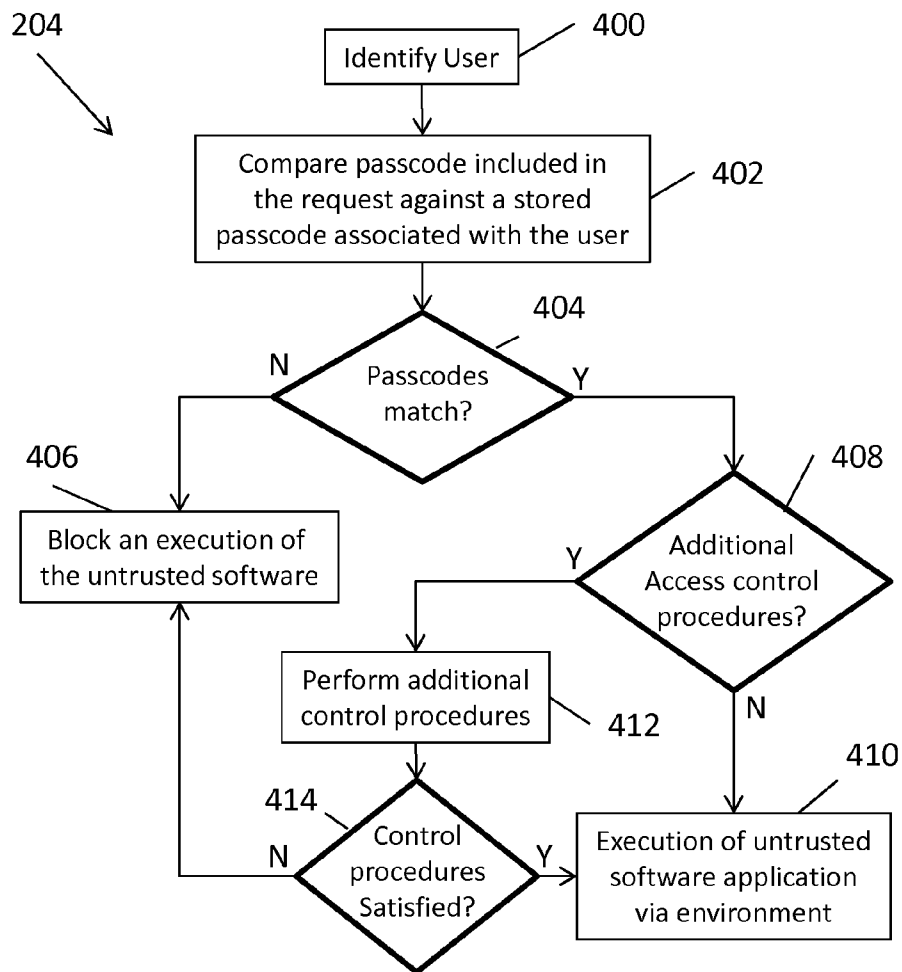 204
400
Identify User
Compare passcode included in
the request against a stored
passcode associated with the user
402
404
N
Passcodes
match?
Y
406
408
Block an execution of
the untrusted software
Y
Additional
Access control
procedures?
Perform additional
control procedures
412
N
410
414
N
Control
procedures
Satisfied?
Y
Execution of untrusted
software application
via environment